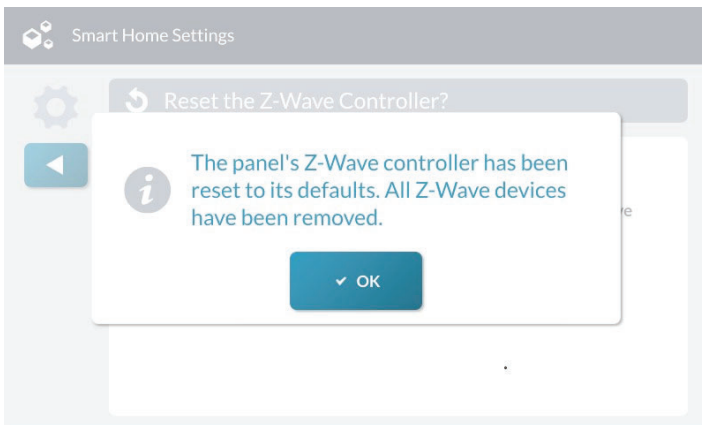 Smart Home Settings
Reset the Z-Wave Controller?
The panel's Z-Wave controller has been
reset to its defaults. All Z-Wave devices
have been removed.
OK